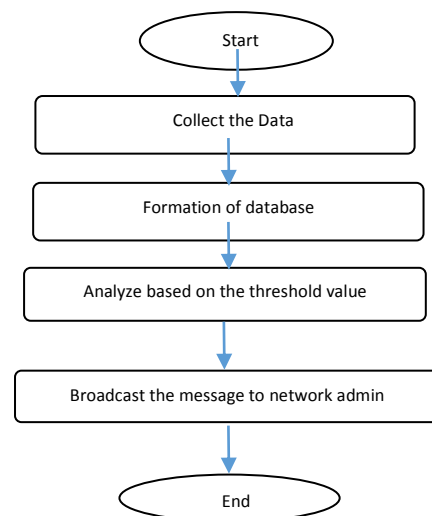 Start
Collect the Data
Formation of database
Analyze based on the threshold value
Broadcast the message to network admin
End